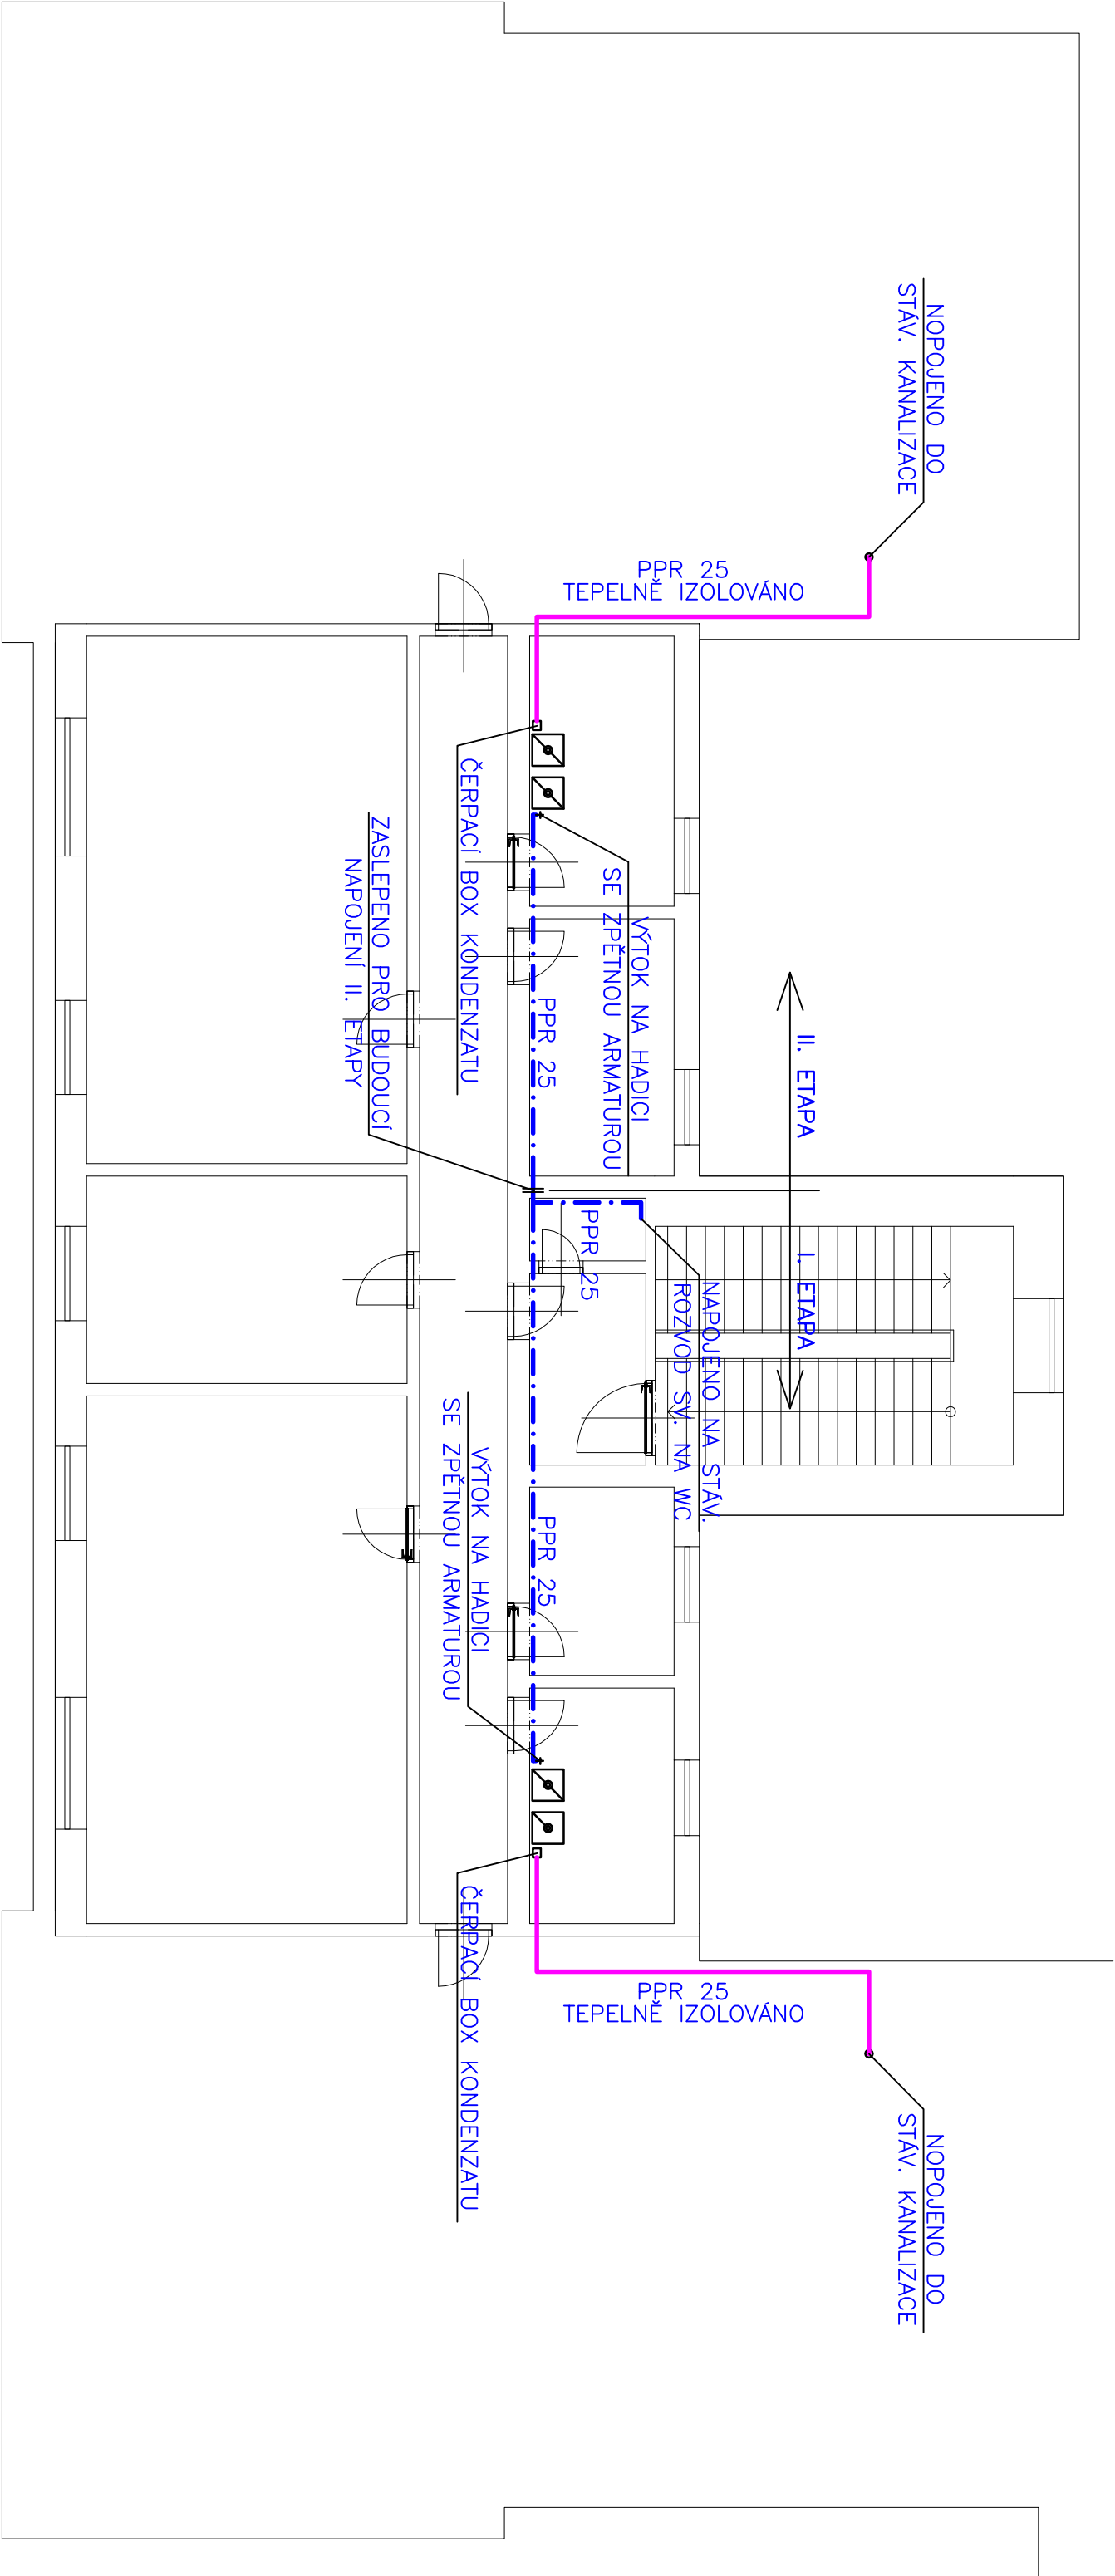 NOPOJENO DO
STÁV. KANALIZACE
PPR 25
TEPELNĚ IZOLOVÁNO
ČERPACÍ BOX KONDENZATU
ZASLEPENO PRO BUDOUCÍ
NAPOJENÍ II. ETAPY
VÝTOK NA HADICI
SE ZPĚTNOU ARMATUROU
PPR 25
II. ETAPA
I. ETAPA
PPR 25
NAPOJENO NA STÁV.
ROZVOD SV. NA WC
VÝTOK NA HADICI
SE ZPĚTNOU ARMATUROU
PPR 25
ČERPACÍ BOX KONDENZATU
PPR 25
TEPELNĚ IZOLOVÁNO
NOPOJENO DO
STÁV. KANALIZACE